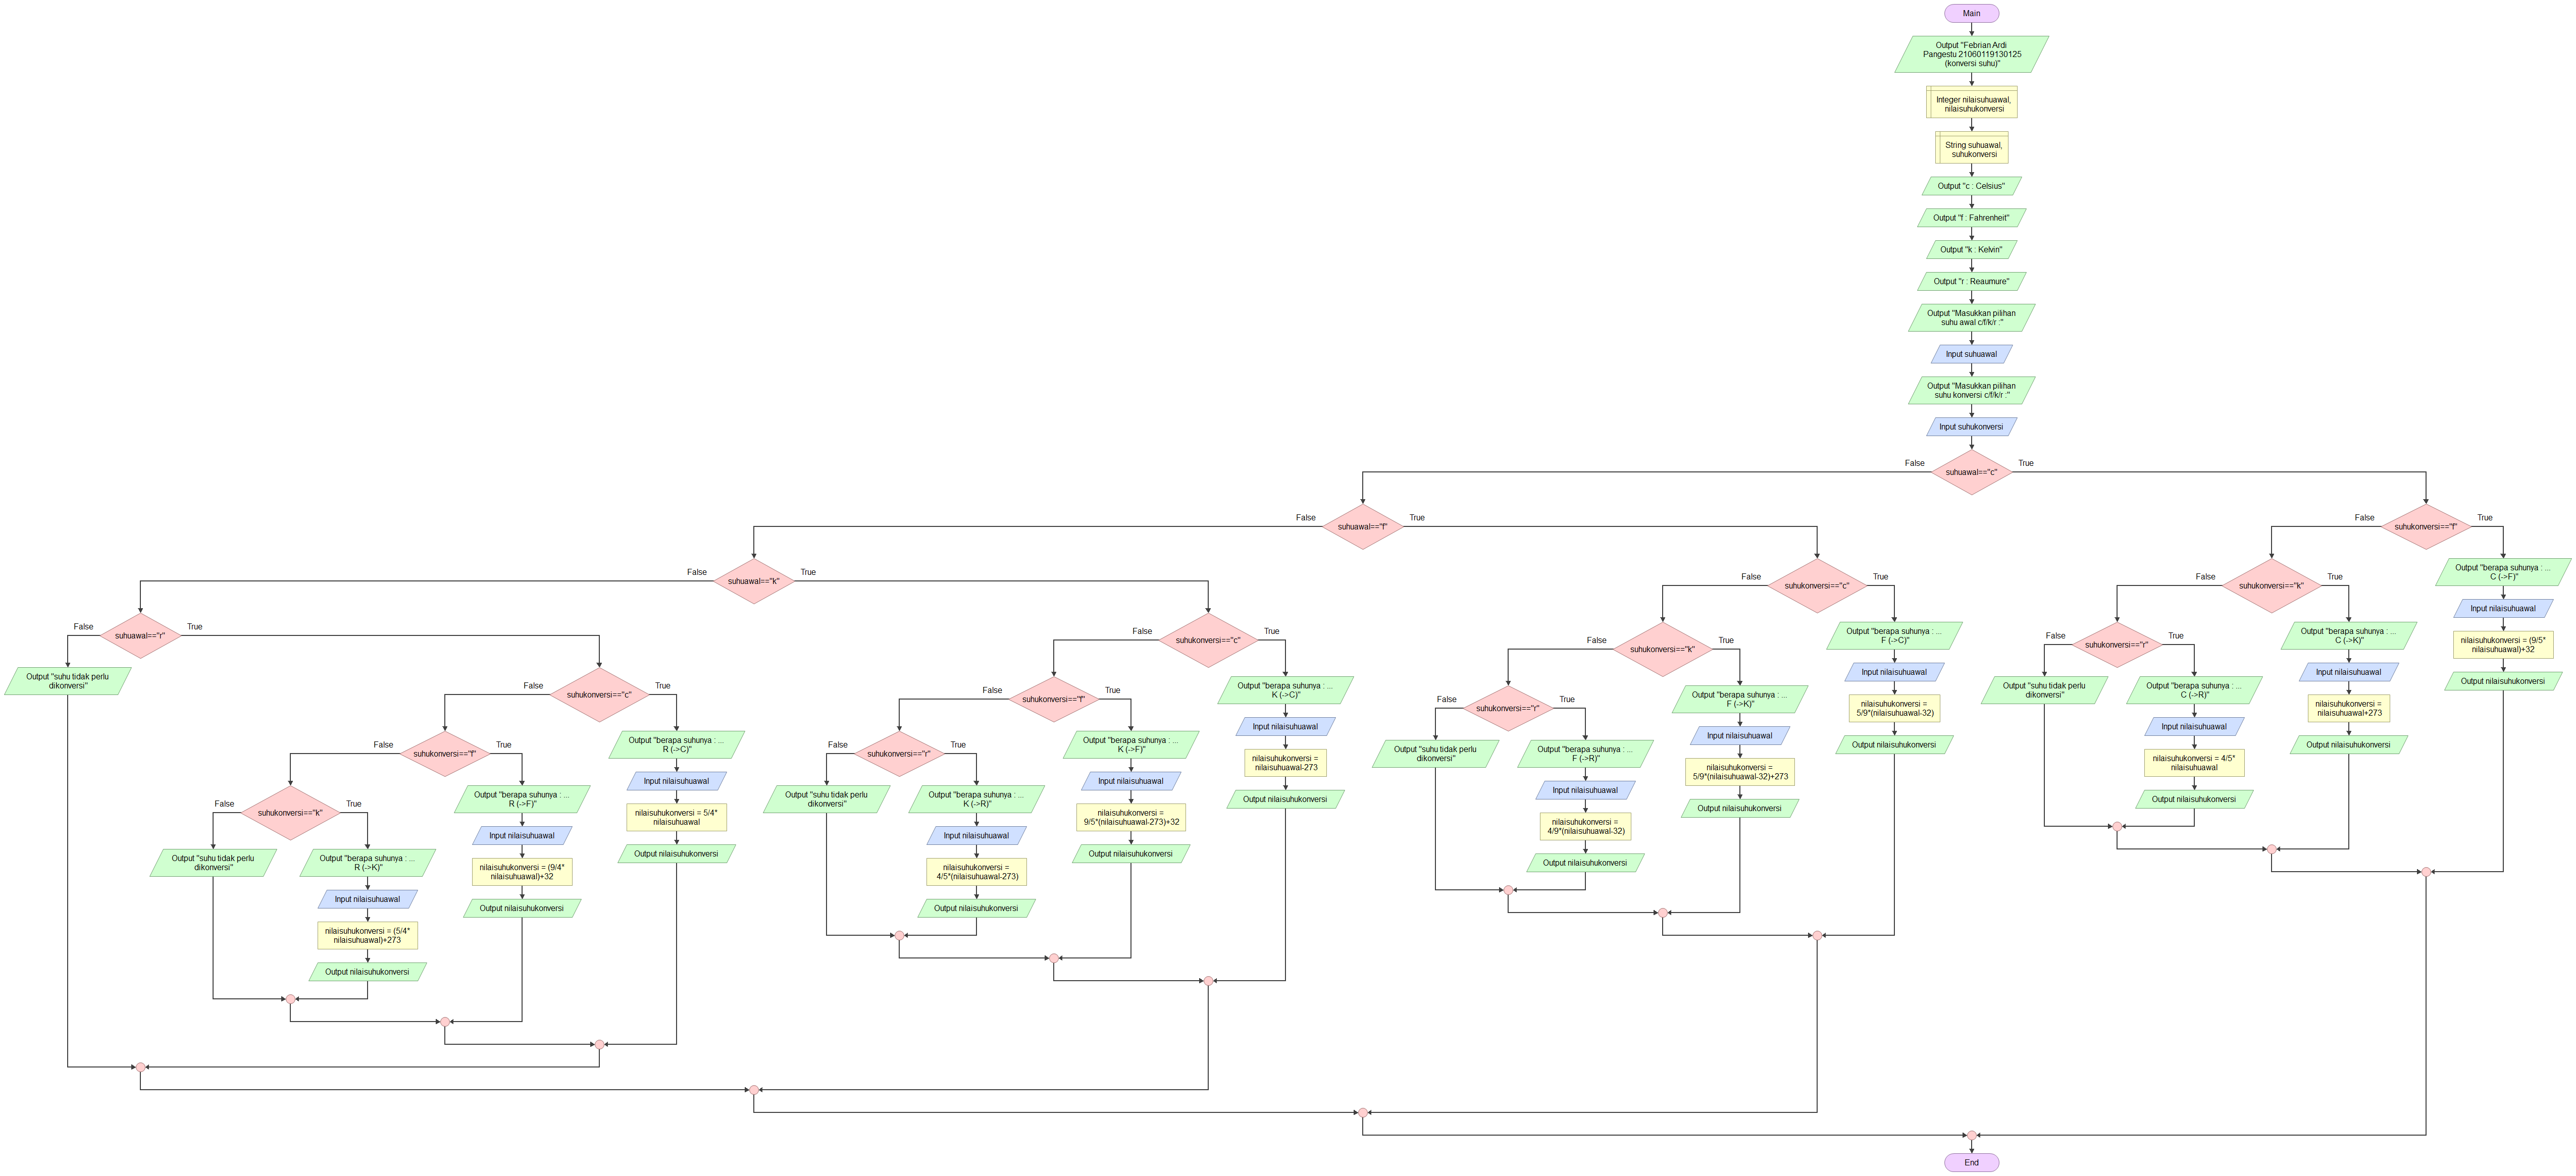 Main
Output "Febrian Ardi
Pangestu 21060119130125
(konversi suhu)"
Integer nilaisuhuawal,
nilaisuhukonversi
String suhuawal,
suhukonversi
Output "c : Celsius"
Output "f : Fahrenheit"
Output "k : Kelvin"
Output "r : Reaumure"
Output "Masukkan pilihan
suhu awal c/f/k/r :"
Input suhuawal
Output "Masukkan pilihan
suhu konversi c/f/k/r :"
Input suhukonversi
False
suhuawal=="c"
True
False
suhuawal=="f"
True
False
suhuawal=="k"
True
False
suhuawal=="r"
True
Output "suhu tidak perlu
dikonversi"
False
suhukonversi=="c"
True
False
suhukonversi=="f"
True
False
suhukonversi=="k"
True
Output "suhu tidak perlu
dikonversi"
Output "berapa suhunya : ...
R (->K)"
Input nilaisuhuawal
nilaisuhukonversi = (5/4*
nilaisuhuawal)+273
Output nilaisuhukonversi
Output "berapa suhunya : ...
R (->F)"
Input nilaisuhuawal
nilaisuhukonversi = (9/4*
nilaisuhuawal)+32
Output nilaisuhukonversi
Output "berapa suhunya : ...
R (->C)"
Input nilaisuhuawal
nilaisuhukonversi = 5/4*
nilaisuhuawal
Output nilaisuhukonversi
False
suhukonversi=="c"
True
False
suhukonversi=="f"
True
False
suhukonversi=="r"
True
Output "suhu tidak perlu
dikonversi"
Output "berapa suhunya : ...
K (->R)"
Input nilaisuhuawal
nilaisuhukonversi =
4/5*(nilaisuhuawal-273)
Output nilaisuhukonversi
Output "berapa suhunya : ...
K (->F)"
Input nilaisuhuawal
nilaisuhukonversi =
9/5*(nilaisuhuawal-273)+32
Output nilaisuhukonversi
Output "berapa suhunya : ...
K (->C)"
Input nilaisuhuawal
nilaisuhukonversi =
nilaisuhuawal-273
Output nilaisuhukonversi
False
suhukonversi=="c"
True
False
suhukonversi=="k"
True
False
suhukonversi=="r"
True
Output "suhu tidak perlu
dikonversi"
Output "berapa suhunya : ...
F (->R)"
Input nilaisuhuawal
nilaisuhukonversi =
4/9*(nilaisuhuawal-32)
Output nilaisuhukonversi
Output "berapa suhunya : ...
F (->K)"
Input nilaisuhuawal
nilaisuhukonversi =
5/9*(nilaisuhuawal-32)+273
Output nilaisuhukonversi
Output "berapa suhunya : ...
F (->C)"
Input nilaisuhuawal
nilaisuhukonversi =
5/9*(nilaisuhuawal-32)
Output nilaisuhukonversi
False
suhukonversi=="f"
True
False
suhukonversi=="k"
True
False
suhukonversi=="r"
True
Output "suhu tidak perlu
dikonversi"
Output "berapa suhunya : ...
C (->R)"
Input nilaisuhuawal
nilaisuhukonversi = 4/5*
nilaisuhuawal
Output nilaisuhukonversi
Output "berapa suhunya : ...
C (->K)"
Input nilaisuhuawal
nilaisuhukonversi =
nilaisuhuawal+273
Output nilaisuhukonversi
Output "berapa suhunya : ...
C (->F)"
Input nilaisuhuawal
nilaisuhukonversi = (9/5*
nilaisuhuawal)+32
Output nilaisuhukonversi
End